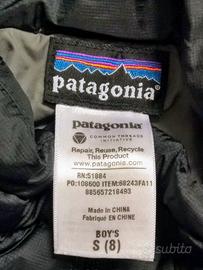 patagonia®
patagonia®
COMMON THREADS
INITIATIVE
Repair, Reuse, Recycle
This Product
www.patagonia.com
RN:51884
PO:108600 ITEM:68243FA11
885657218493
Made in CHINA
Fabriqué en CHINE
BOY'S
S (8)
subito